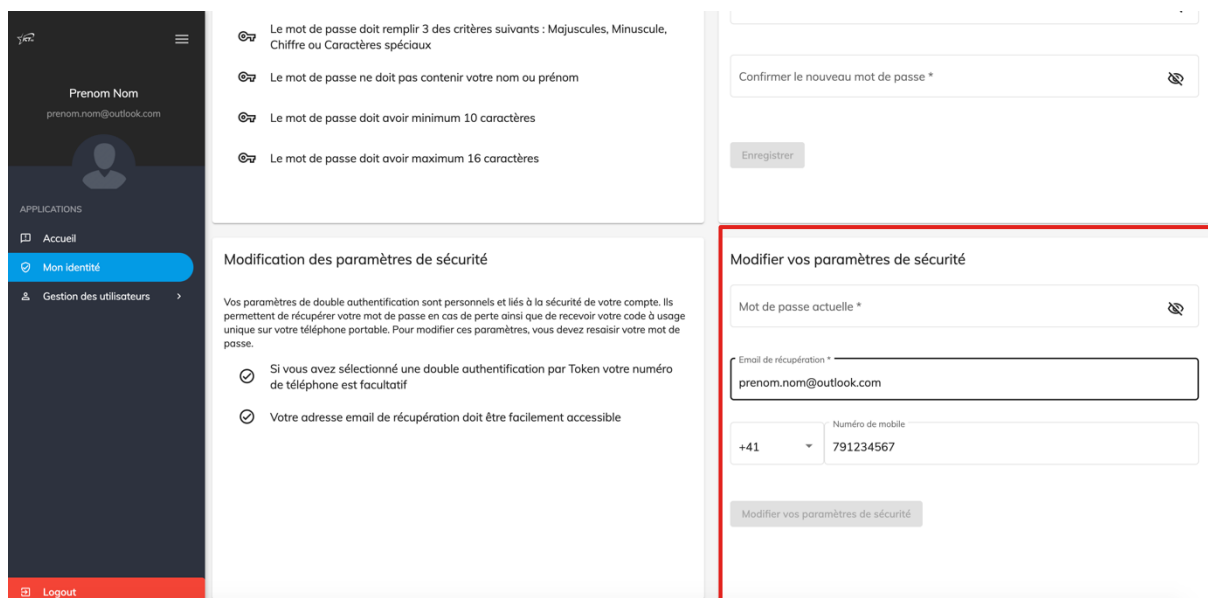 Prenom Nom
prenom.nom@outlook.com
APPLICATIONS
Accueil
Mon identité
Gestion des utilisateurs
Logout
Le mot de passe doit remplir 3 des critères suivants : Majuscules, Minuscule,
Chiffre ou Caractères spéciaux
Le mot de passe ne doit pas contenir votre nom ou prénom
Le mot de passe doit avoir minimum 10 caractères
Le mot de passe doit avoir maximum 16 caractères
Confirmer le nouveau mot de passe *
Enregistrer
Modification des paramètres de sécurité
Vos paramètres de double authentification sont personnels et liés à la sécurité de votre compte. Ils
permettent de récupérer votre mot de passe en cas de perte ainsi que de recevoir votre code à usage
unique sur votre téléphone portable. Pour modifier ces paramètres, vous devez resaisir votre mot de
passe.
Si vous avez sélectionné une double authentification par Token votre numéro
de téléphone est facultatif
Votre adresse email de récupération doit être facilement accessible
Modifier vos paramètres de sécurité
Mot de passe actuelle *
Email de récupération *
prenom.nom@outlook.com
Numéro de mobile
+41 791234567
Modifier vos paramètres de sécurité